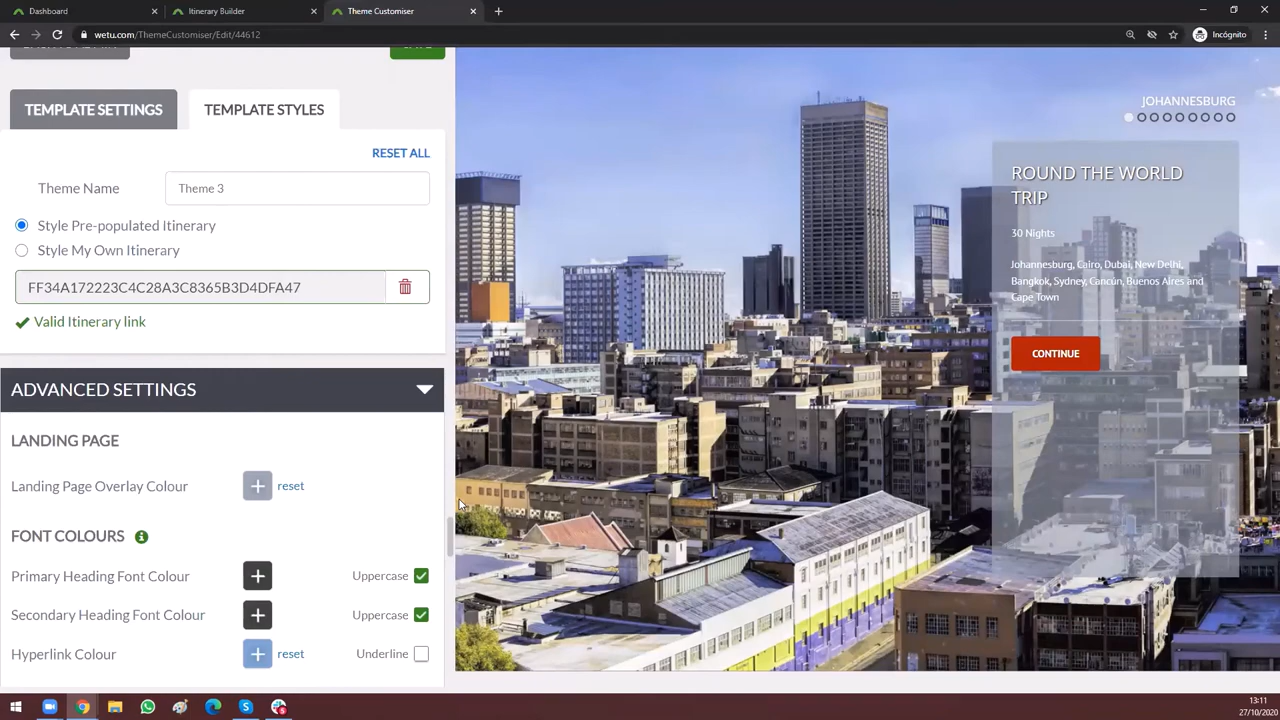 Dashboard
Itinerary Builder
Theme Customiser
wetu.com/ThemeCustomiser/Edit/44612
Incógnito
TEMPLATE SETTINGS
TEMPLATE STYLES
RESET ALL
Theme Name
Theme 3
Style Pre-populated Itinerary
Style My Own Itinerary
FF34A172223C4C28A3C8365B3D4DFA47
Valid Itinerary link
ADVANCED SETTINGS
LANDING PAGE
Landing Page Overlay Colour
reset
FONT COLOURS
Primary Heading Font Colour
Uppercase
Secondary Heading Font Colour
Uppercase
Hyperlink Colour
reset
Underline
JOHANNESBURG
ROUND THE WORLD
TRIP
30 Nights
Johannesburg, Cairo, Dubai, New Delhi,
Bangkok, Sydney, Cancún, Buenos Aires and
Cape Town
CONTINUE
13:11
27/10/2020